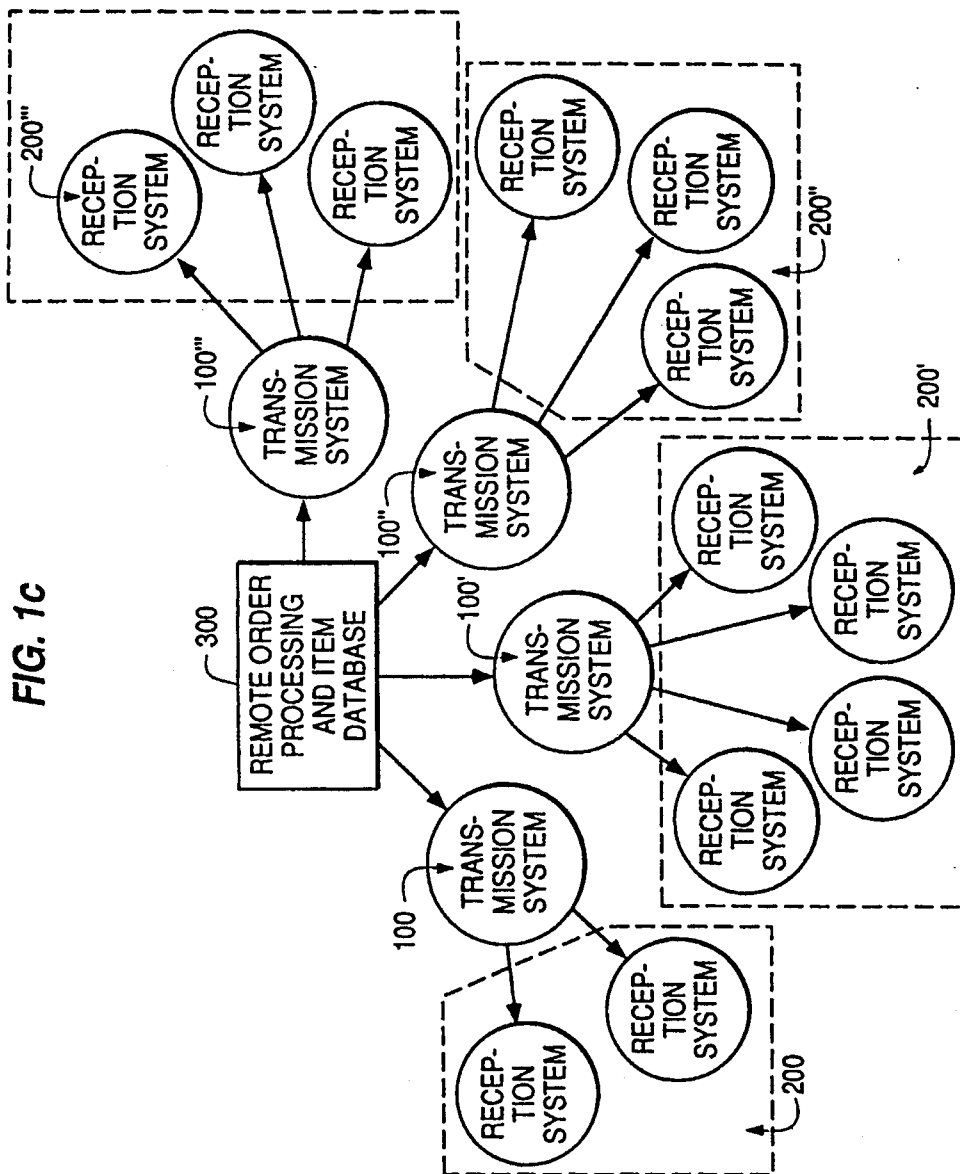 FIG. 1c
300
REMOTE ORDER
PROCESSING
AND ITEM
DATABASE
100
TRANS-
MISSION
SYSTEM
RECEP-
TION
SYSTEM
RECEP-
TION
SYSTEM
200
100'
TRANS-
MISSION
SYSTEM
RECEP-
TION
SYSTEM
RECEP-
TION
SYSTEM
RECEP-
TION
SYSTEM
RECEP-
TION
SYSTEM
200'
100"
TRANS-
MISSION
SYSTEM
RECEP-
TION
SYSTEM
RECEP-
TION
SYSTEM
RECEP-
TION
SYSTEM
200"
100'"
TRANS-
MISSION
SYSTEM
200'"
RECEP-
TION
SYSTEM
RECEP-
TION
SYSTEM
RECEP-
TION
SYSTEM